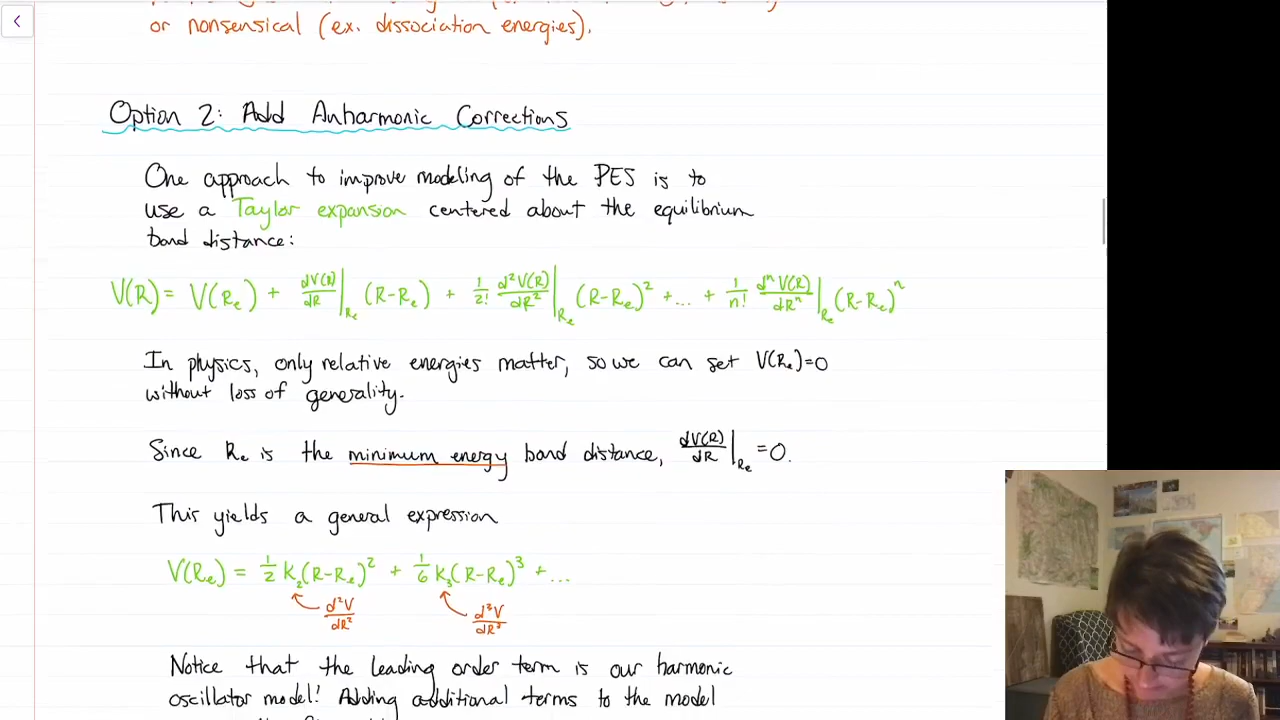 or nonsensical (ex. dissociation energies).
Option 2: Add Anharmonic Corrections
One approach to improve modeling of the PES is to
use a Taylor expansion centered about the equilibrium
bond distance:
V(R) = V(Re) + dV(R)/dR|Re (R-Re) + 1/2! d²V(R)/dR²|Re (R-Re)² + ... + 1/n! dⁿV(R)/dRⁿ|Re (R-Re)ⁿ
In physics, only relative energies matter, so we can set V(Re)=0
without loss of generality.
Since Re is the minimum energy bond distance, dV(R)/dR|Re =0.
This yields a general expression
V(Re) = 1/2 K₂(R-Re)² + 1/6 K₃(R-Re)³ + ...
d²V/dR² d³V/dR³
Notice that the leading order term is our harmonic
oscillator model! Adding additional terms to the model